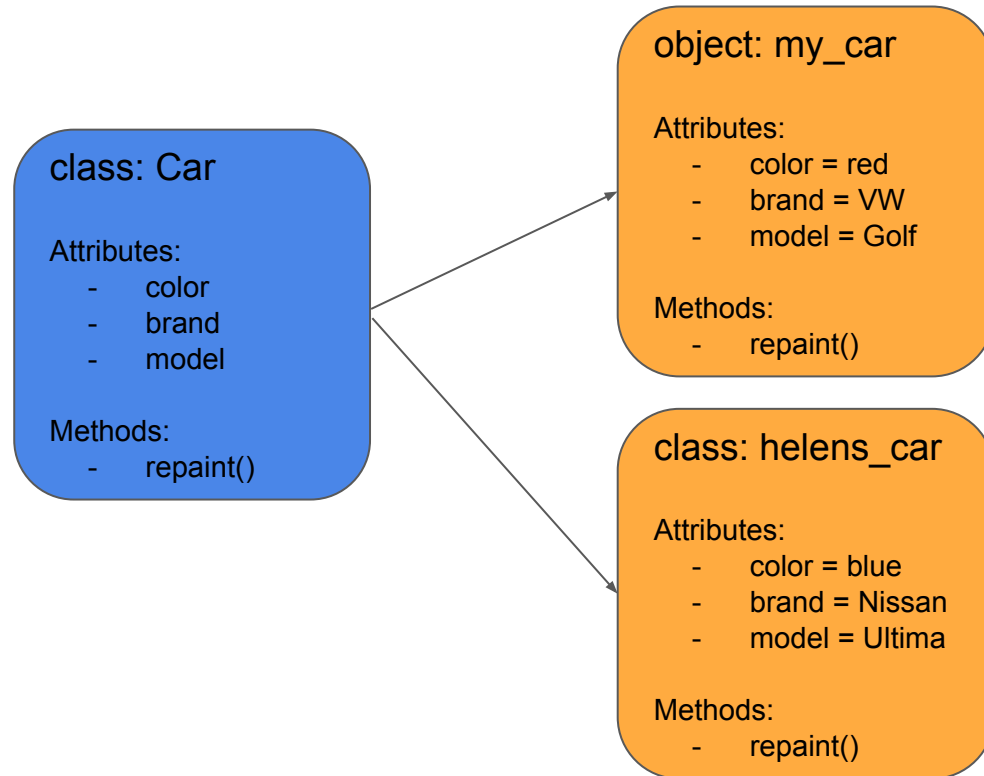 class: Car
Attributes:
- color
- brand
- model
Methods:
- repaint()
object: my_car
Attributes:
- color = red
- brand = VW
- model = Golf
Methods:
- repaint()
class: helens_car
Attributes:
- color = blue
- brand = Nissan
- model = Ultima
Methods:
- repaint()